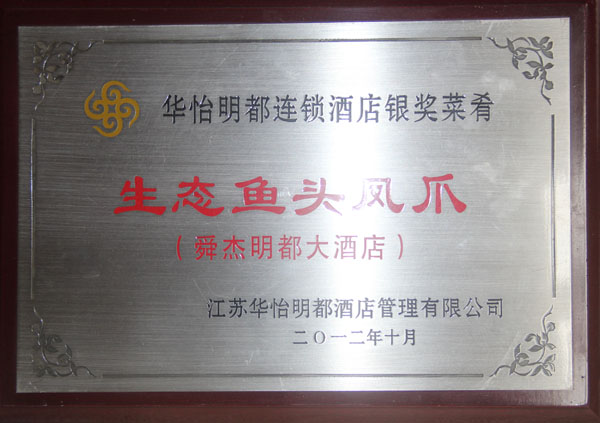 华怡明都连锁酒店银奖菜肴
生态鱼头凤爪
（舜杰明都大酒店）
江苏华怡明都酒店管理有限公司
二〇一二年十月